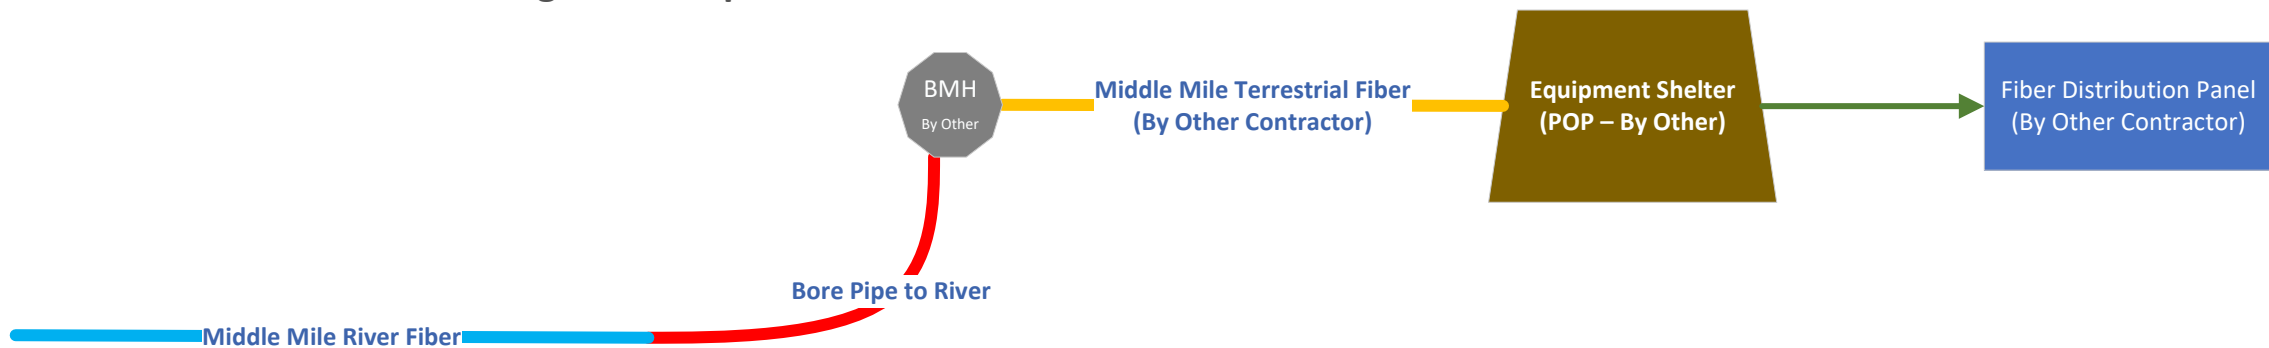 BMH
By Other
Middle Mile Terrestrial Fiber
(By Other Contractor)
Equipment Shelter
(POP – By Other)
Fiber Distribution Panel
(By Other Contractor)
Bore Pipe to River
Middle Mile River Fiber